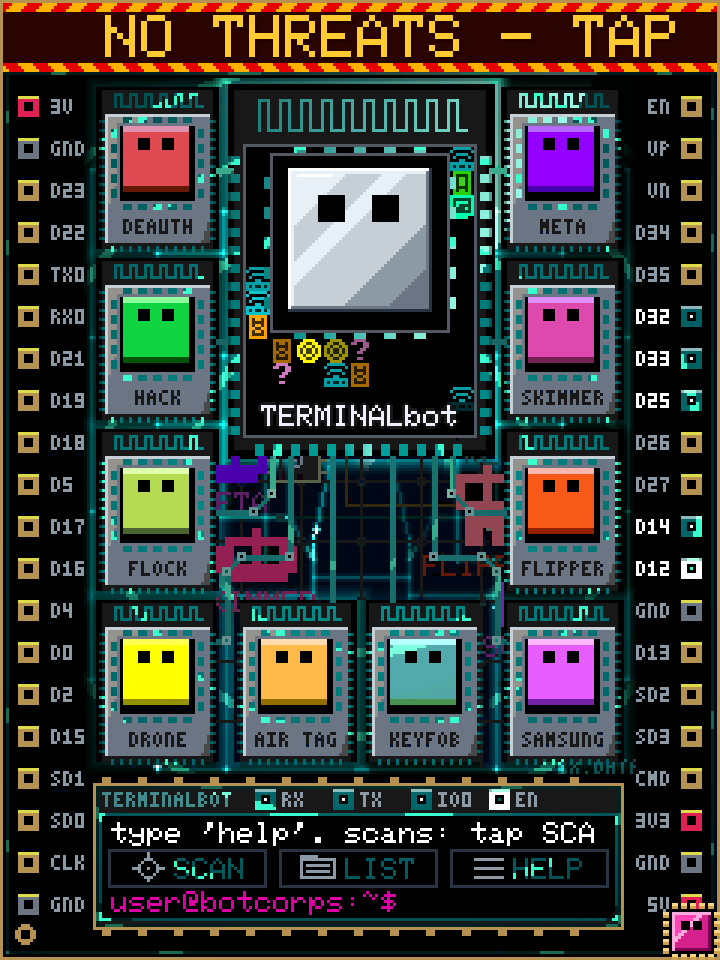 NO THREATS - TAP
3V
GND
D23
D22
TX0
RX0
D21
D19
D18
D5
D17
D16
D4
D0
D2
D15
SD1
SD0
CLK
GND
DEAUTH
HACK
FLOCK
DRONE
AIR TAG
KEYFOB
TERMINALbot
META
SKIMMER
FLIPPER
SAMSUNG
EN
VP
VN
D34
D35
D32
D33
D25
D26
D27
D14
D12
GND
D13
SD2
SD3
CMD
3V3
GND
5V
TERMINALBOT RX TX IO0 EN
type 'help'. scans: tap SCA
SCAN LIST HELP
user@botcorps:~$